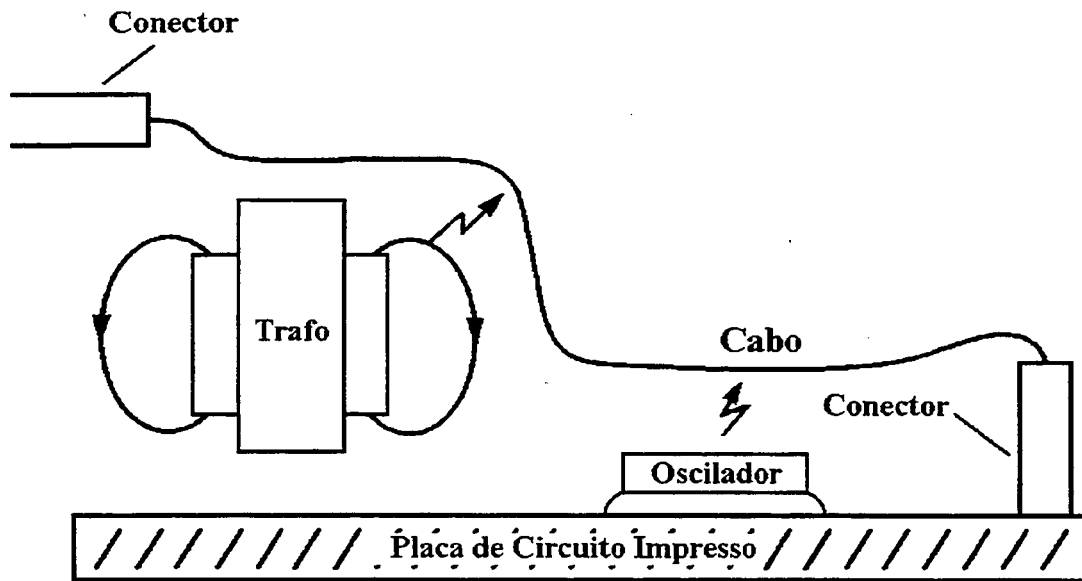 Conector
Trafo
Cabo
Conector
Oscilador
Placa de Circuito Impresso